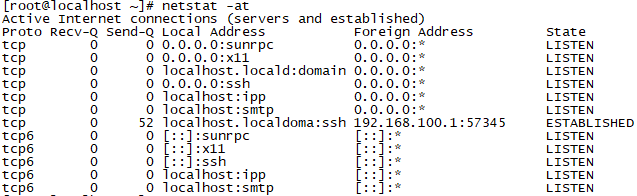 [root@localhost ~]# netstat -at
Active Internet connections (servers and established)
Proto Recv-Q Send-Q Local Address Foreign Address State
tcp 0 0 0.0.0.0:sunrpc 0.0.0.0:* LISTEN
tcp 0 0 0.0.0.0:x11 0.0.0.0:* LISTEN
tcp 0 0 localhost.locald:domain 0.0.0.0:* LISTEN
tcp 0 0 0.0.0.0:ssh 0.0.0.0:* LISTEN
tcp 0 0 localhost:ipp 0.0.0.0:* LISTEN
tcp 0 0 localhost:smtp 0.0.0.0:* LISTEN
tcp 0 52 localhost.localdoma:ssh 192.168.100.1:57345 ESTABLISHED
tcp6 0 0 [::]:sunrpc [::]:* LISTEN
tcp6 0 0 [::]:x11 [::]:* LISTEN
tcp6 0 0 [::]:ssh [::]:* LISTEN
tcp6 0 0 localhost:ipp [::]:* LISTEN
tcp6 0 0 localhost:smtp [::]:* LISTEN